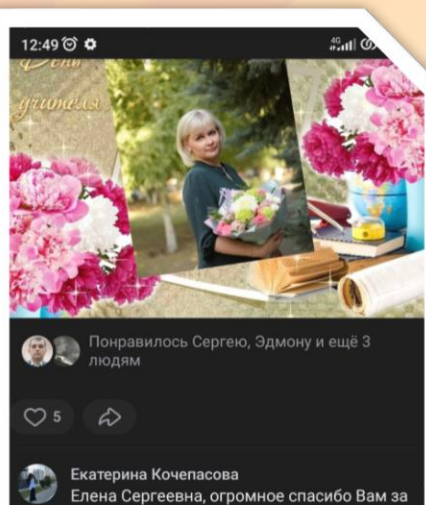 12:49
4G
День
учителя
Понравилось Сергею, Эдмону и ещё 3
людям
5
Екатерина Кочепасова
Елена Сергеевна, огромное спасибо Вам за